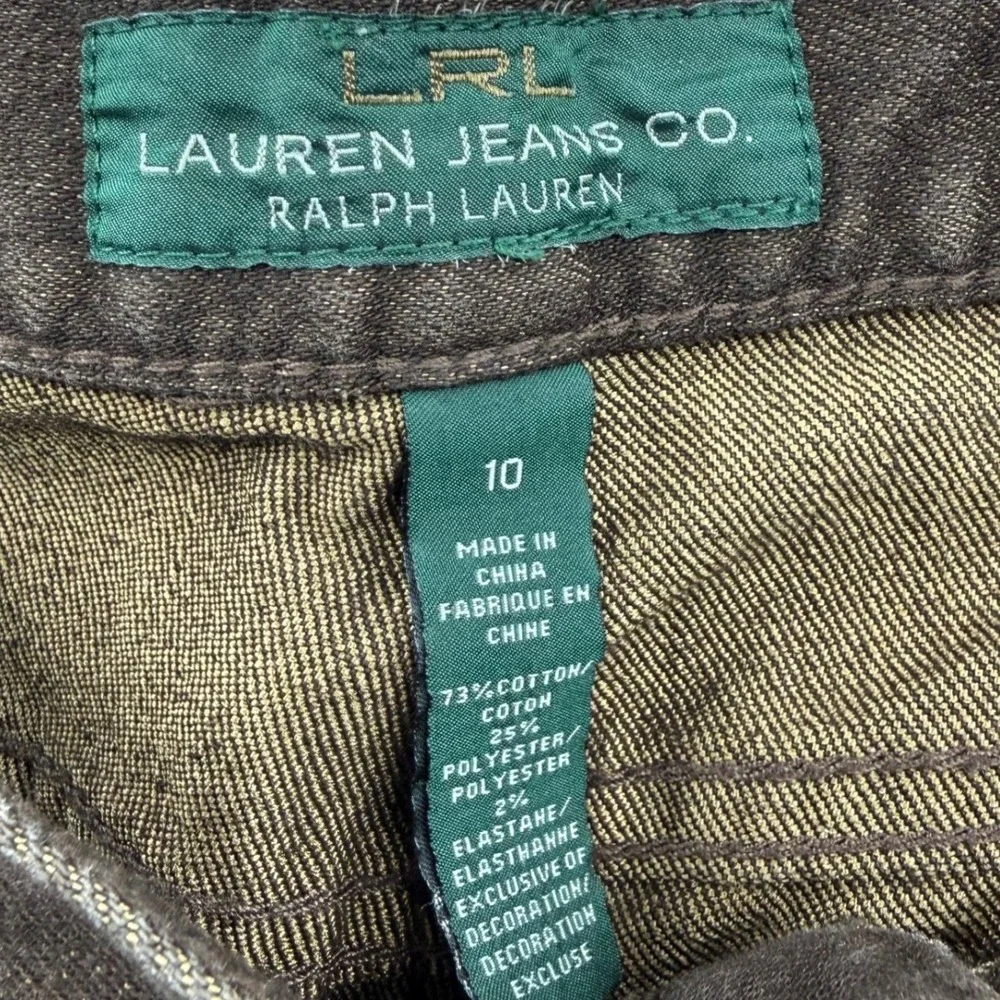 LRL
LAUREN JEANS CO.
RALPH LAUREN
10
MADE IN
CHINA
FABRIQUE EN
CHINE
73% COTTON/
COTON
25%
POLYESTER/
POLYESTER
2%
ELASTANE/
ELASTHANNE
EXCLUSIVE OF
DECORATION/
DECORATION
EXCLUSE